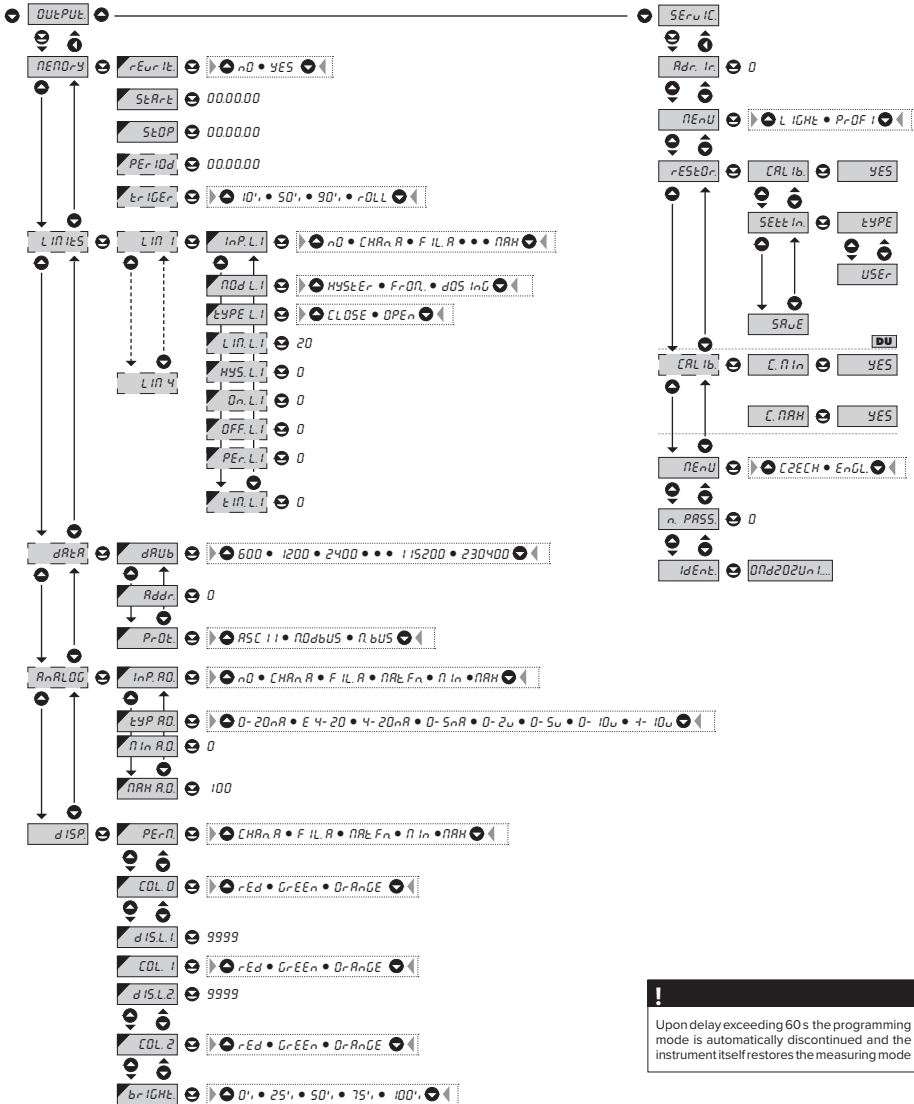 OUtPUt.
MEMOrY
rEwrIt.
nO • YES
StArt
00.00.00
StOP
00.00.00
PErIOd
00.00.00
trIGEr
10% • 50% • 90% • rOLL
LIMItS
LIM 1
InP.L.1
nO • CHAn A • FIL. A • • • MAX
MOd L.1
HYStEr • FrOM.. • dOSInG
tYPE L.1
CLOSE • OPEn
LIM.L.1
20
HYS.L.1
0
On.L.1
0
OFF.L.1
0
PEr.L.1
0
tIM.L.1
0
LIM 4
dAtA
dAUb
600 • 1200 • 2400 • • • 115200 • 230400
Addr.
0
PrOt.
ASCII • MOdbUS • M.bUS
AnALOG
InP. AO.
nO • CHAn A • FIL. A • MAt Fn • MIn • MAX
tYP AO.
0-20mA • E 4-20 • 4-20mA • 0-5mA • 0-2v • 0-5v • 0-10v • +-10v
MIn A.O.
0
MAX A.O.
100
dISP.
PErM.
CHAn A • FIL. A • MAt Fn • MIn • MAX
COL. 0
rEd • GrEEn • OrAnGE
dIS.L.1.
9999
COL. 1
rEd • GrEEn • OrAnGE
dIS.L.2.
9999
COL. 2
rEd • GrEEn • OrAnGE
brIGHt.
0% • 25% • 50% • 75% • 100%
SErvIC.
Adr. Ir.
0
MEnU
LIGHt • PrOFI
rEStOr.
CALIb.
YES
SEttIn.
tYPE
USEr
SAvE
DU
CALIb.
C. MIn
YES
C. MAX
YES
MEnU
CZECH • EnGL.
n. PASS.
0
IdEnt.
OMd202UnI....
!
Upon delay exceeding 60 s the programming
mode is automatically discontinued and the
instrument itself restores the measuring mode